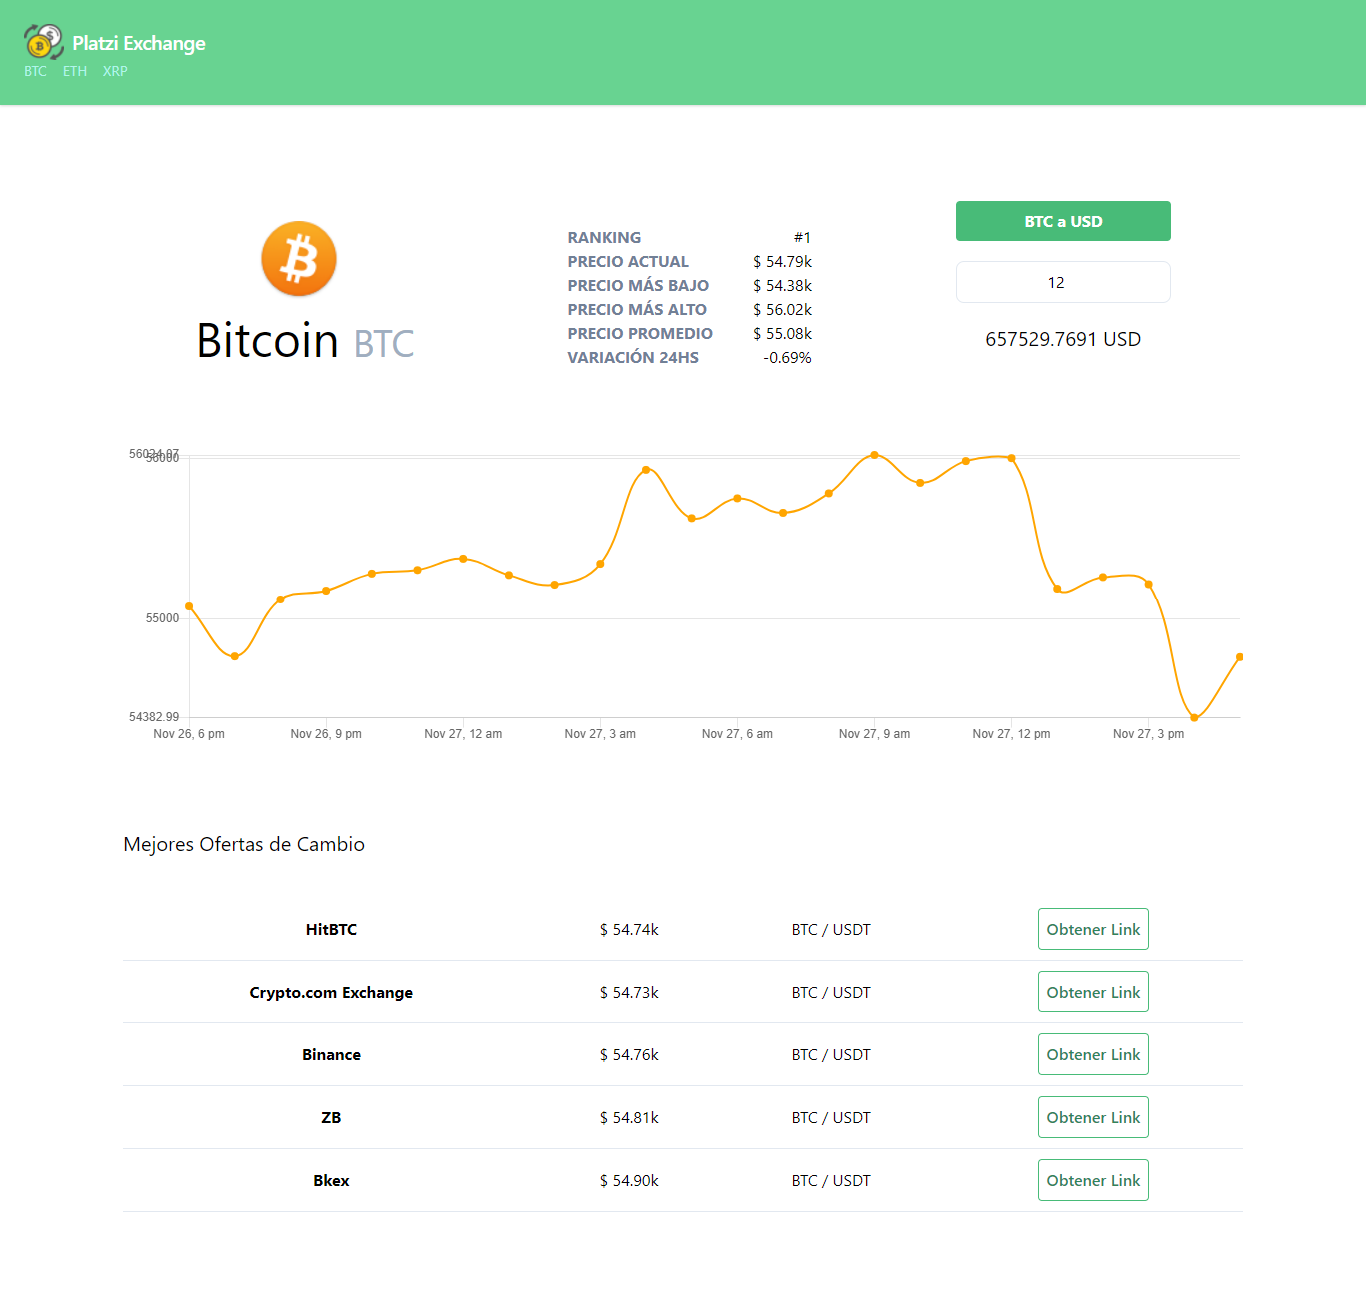 Platzi Exchange
BTC ETH XRP
BTC a USD
12
657529.7691 USD
Bitcoin BTC
RANKING #1
PRECIO ACTUAL $ 54.79k
PRECIO MÁS BAJO $ 54.38k
PRECIO MÁS ALTO $ 56.02k
PRECIO PROMEDIO $ 55.08k
VARIACIÓN 24HS -0.69%
56024.07
56000
55000
54382.99
Nov 26, 6 pm Nov 26, 9 pm Nov 27, 12 am Nov 27, 3 am Nov 27, 6 am Nov 27, 9 am Nov 27, 12 pm Nov 27, 3 pm
Mejores Ofertas de Cambio
HitBTC $ 54.74k BTC / USDT Obtener Link
Crypto.com Exchange $ 54.73k BTC / USDT Obtener Link
Binance $ 54.76k BTC / USDT Obtener Link
ZB $ 54.81k BTC / USDT Obtener Link
Bkex $ 54.90k BTC / USDT Obtener Link